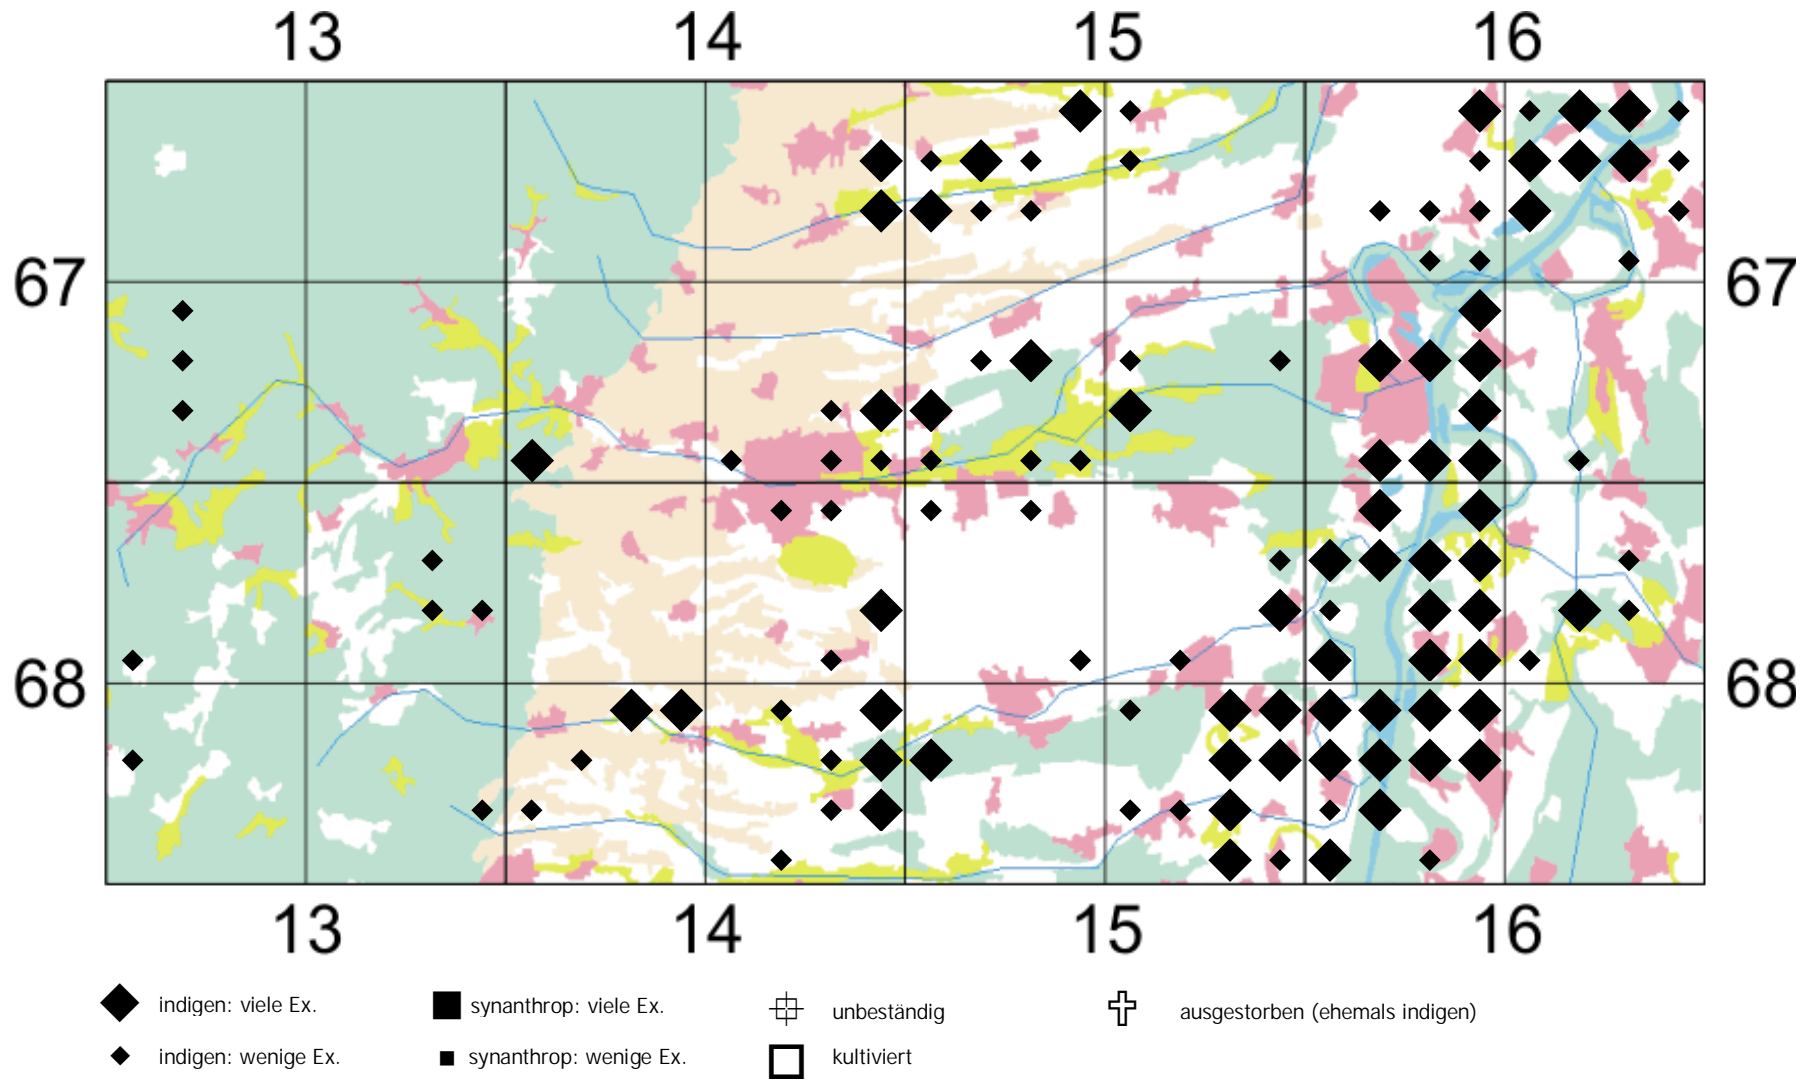 13 14 15 16
67 67
68 68
13 14 15 16
indigen: viele Ex. synanthrop: viele Ex. unbeständig ausgestorben (ehemals indigen)
indigen: wenige Ex. synanthrop: wenige Ex. kultiviert